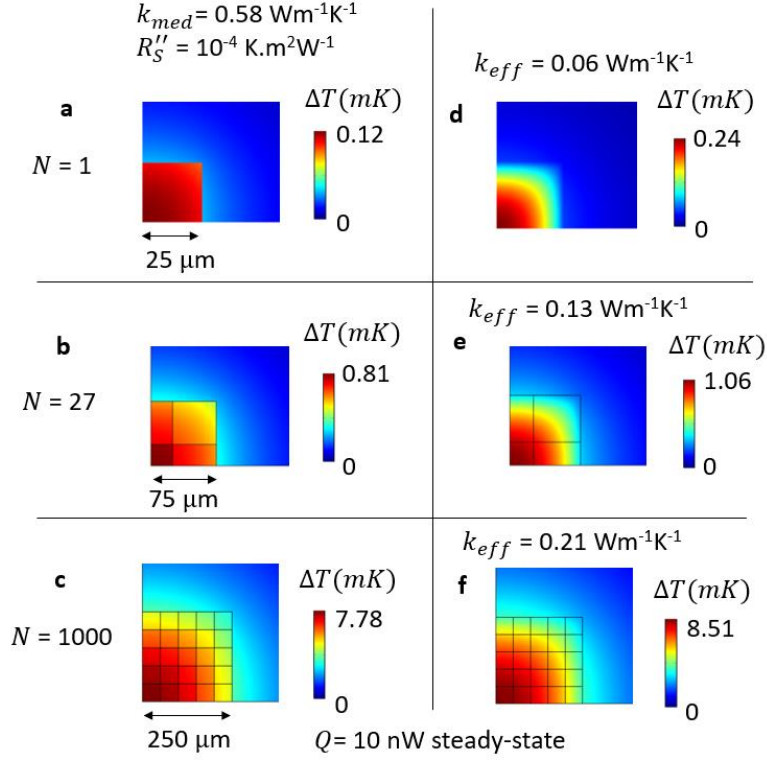 k_med = 0.58 Wm⁻¹K⁻¹
R''_S = 10⁻⁴ K.m²W⁻¹
k_eff = 0.06 Wm⁻¹K⁻¹
a
ΔT(mK)
0.12
0
N = 1
25 µm
d
ΔT(mK)
0.24
0
k_eff = 0.13 Wm⁻¹K⁻¹
b
ΔT(mK)
0.81
0
N = 27
75 µm
e
ΔT(mK)
1.06
0
k_eff = 0.21 Wm⁻¹K⁻¹
c
ΔT(mK)
7.78
0
N = 1000
250 µm
f
ΔT(mK)
8.51
0
Q= 10 nW steady-state